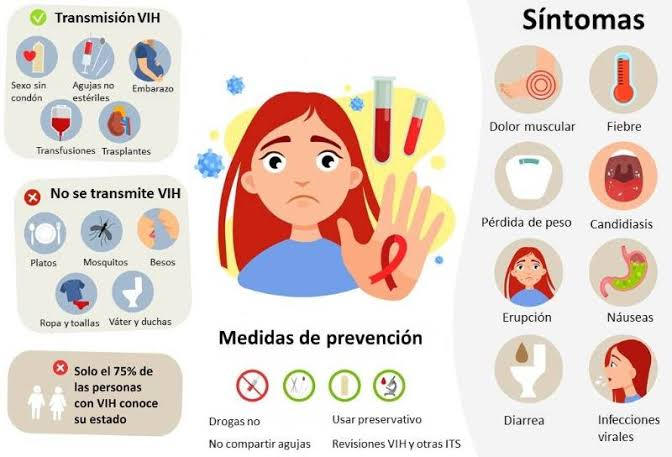 Transmisión VIH
Sexo sin
condón
Agujas no
estériles
Embarazo
Transfusiones
Trasplantes
No se transmite VIH
Platos
Mosquitos
Besos
Ropa y toallas
Váter y duchas
Solo el 75% de
las personas
con VIH conoce
su estado
Medidas de prevención
Drogas no
Usar preservativo
No compartir agujas
Revisiones VIH y otras ITS
Síntomas
Dolor muscular
Fiebre
Pérdida de peso
Candidiasis
Erupción
Náuseas
Diarrea
Infecciones
virales